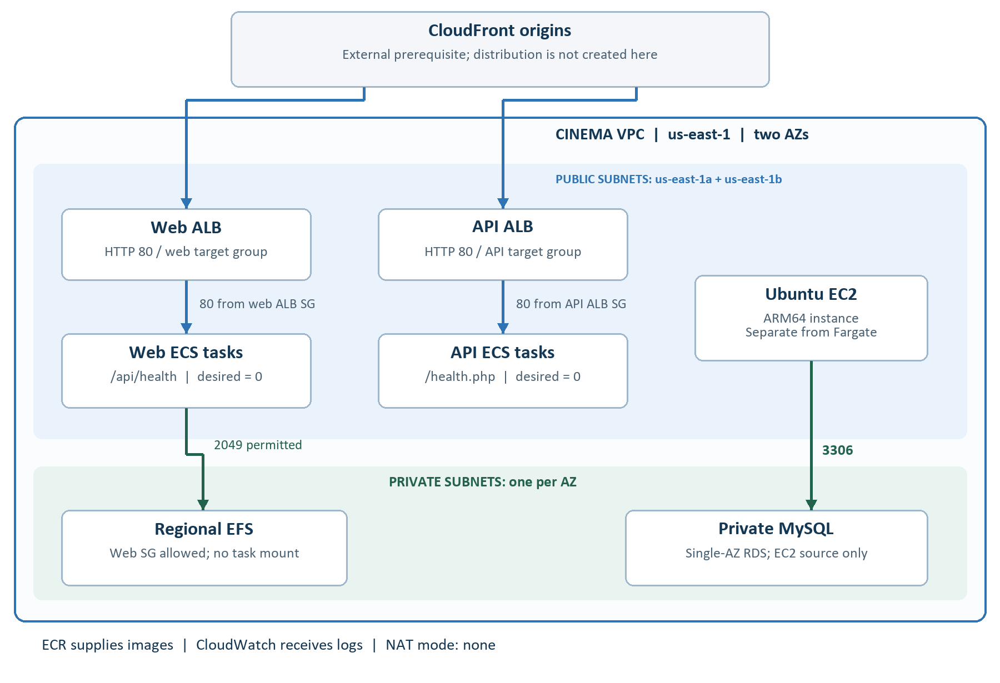 CloudFront origins
External prerequisite; distribution is not created here
CINEMA VPC | us-east-1 | two AZs
PUBLIC SUBNETS: us-east-1a + us-east-1b
Web ALB
HTTP 80 / web target group
API ALB
HTTP 80 / API target group
80 from web ALB SG
80 from API ALB SG
Ubuntu EC2
ARM64 instance
Separate from Fargate
Web ECS tasks
/api/health | desired = 0
API ECS tasks
/health.php | desired = 0
2049 permitted
3306
PRIVATE SUBNETS: one per AZ
Regional EFS
Web SG allowed; no task mount
Private MySQL
Single-AZ RDS; EC2 source only
ECR supplies images | CloudWatch receives logs | NAT mode: none